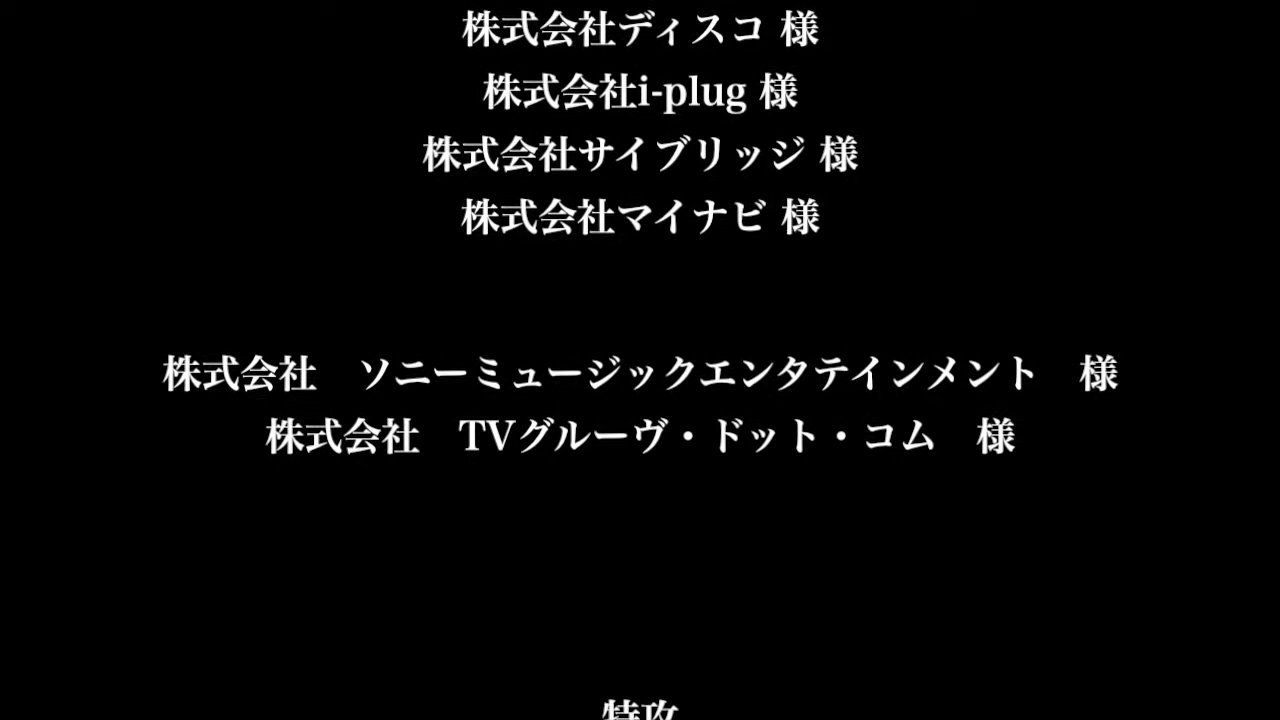 株式会社ディスコ 様
株式会社i-plug 様
株式会社サイブリッジ 様
株式会社マイナビ 様
株式会社　ソニーミュージックエンタテインメント　様
株式会社　TVグルーヴ・ドット・コム　様
特攻